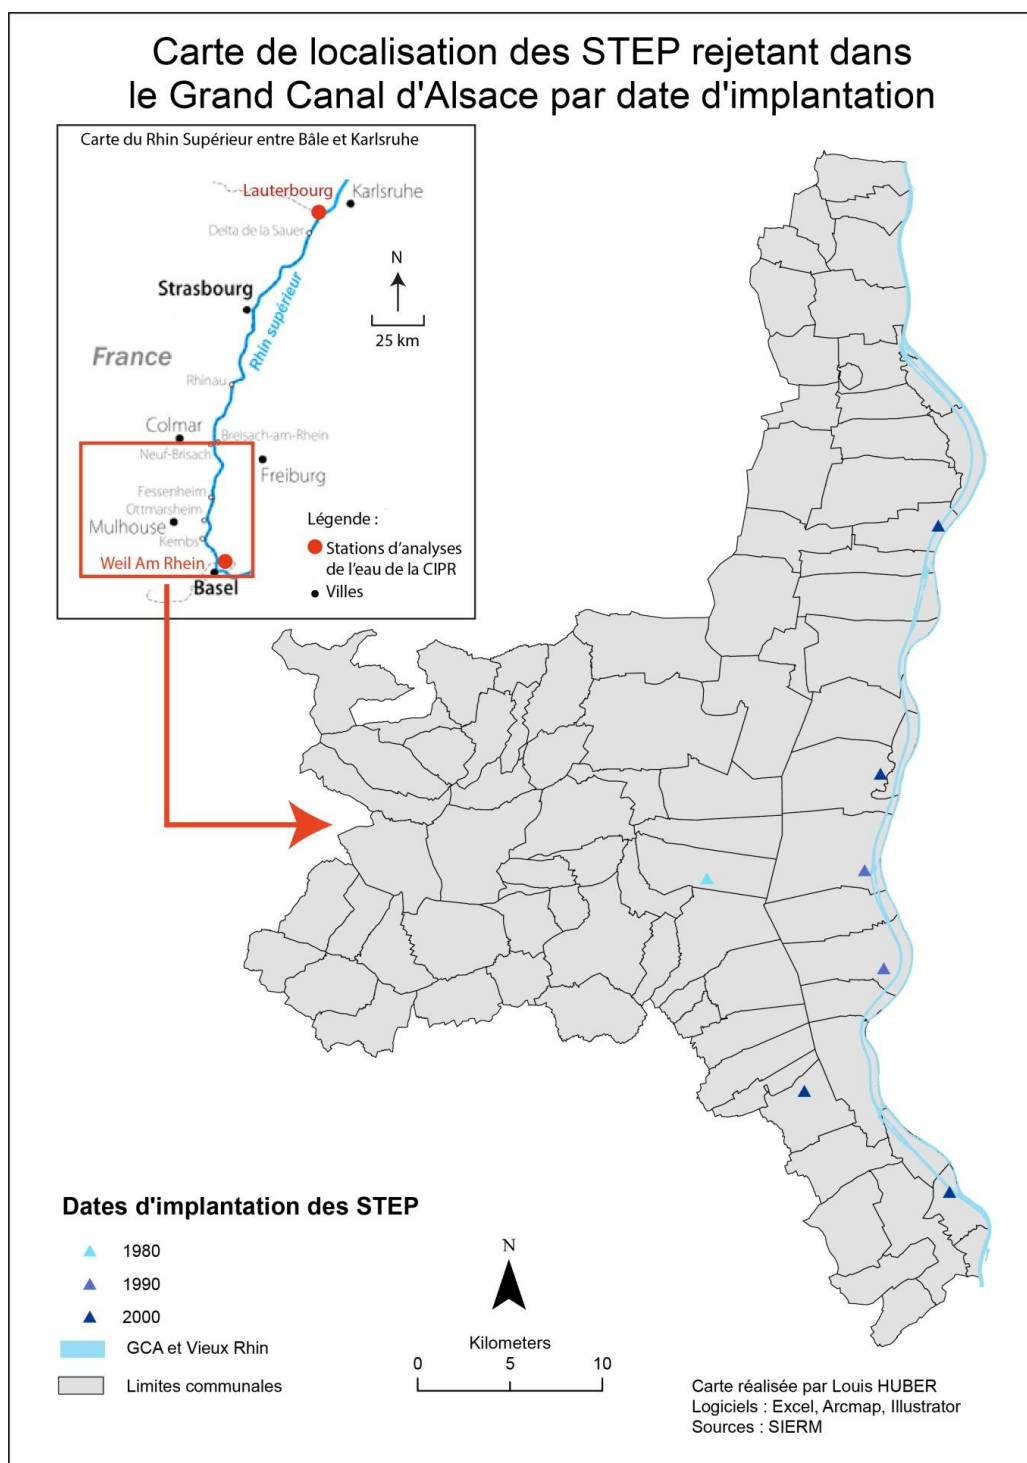 Carte de localisation des STEP rejetant dans
le Grand Canal d'Alsace par date d'implantation
Carte du Rhin Supérieur entre Bâle et Karlsruhe
Lauterbourg
Karlsruhe
Delta de la Sauer
N
Strasbourg
Rhin supérieur
25 km
France
Rhinau
Colmar
Breisach-am-Rhein
Neuf-Brisach
Freiburg
Fessenheim
Ottmarsheim
Mulhouse
Kembs
Weil Am Rhein
Basel
Légende :
Stations d'analyses
de l'eau de la CIPR
Villes
Dates d'implantation des STEP
1980
1990
2000
GCA et Vieux Rhin
Limites communales
N
Kilometers
0 5 10
Carte réalisée par Louis HUBER
Logiciels : Excel, Arcmap, Illustrator
Sources : SIERM